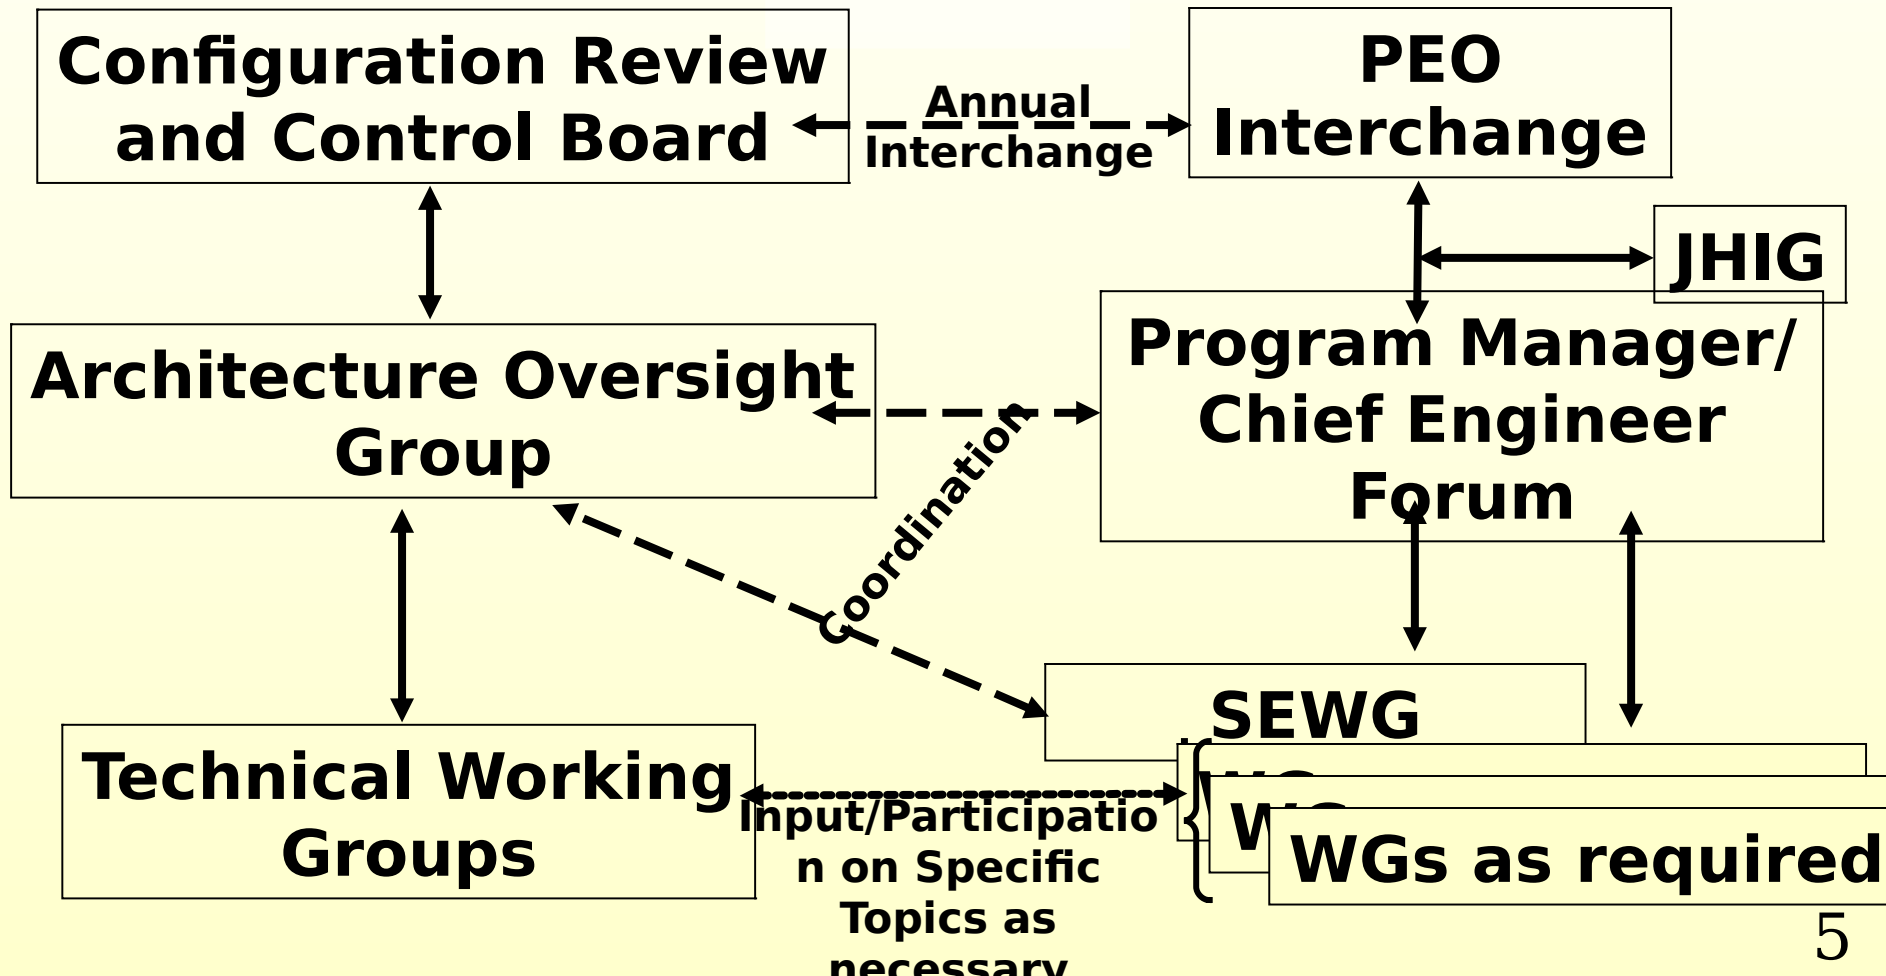 Configuration Review
and Control Board
Annual
Interchange
PEO
Interchange
JHIG
Architecture Oversight
Group
Program Manager/
Chief Engineer
Forum
Coordination
SEWG
Technical Working
Groups
Input/Participatio
n on Specific
Topics as
necessary
WGs as required
5